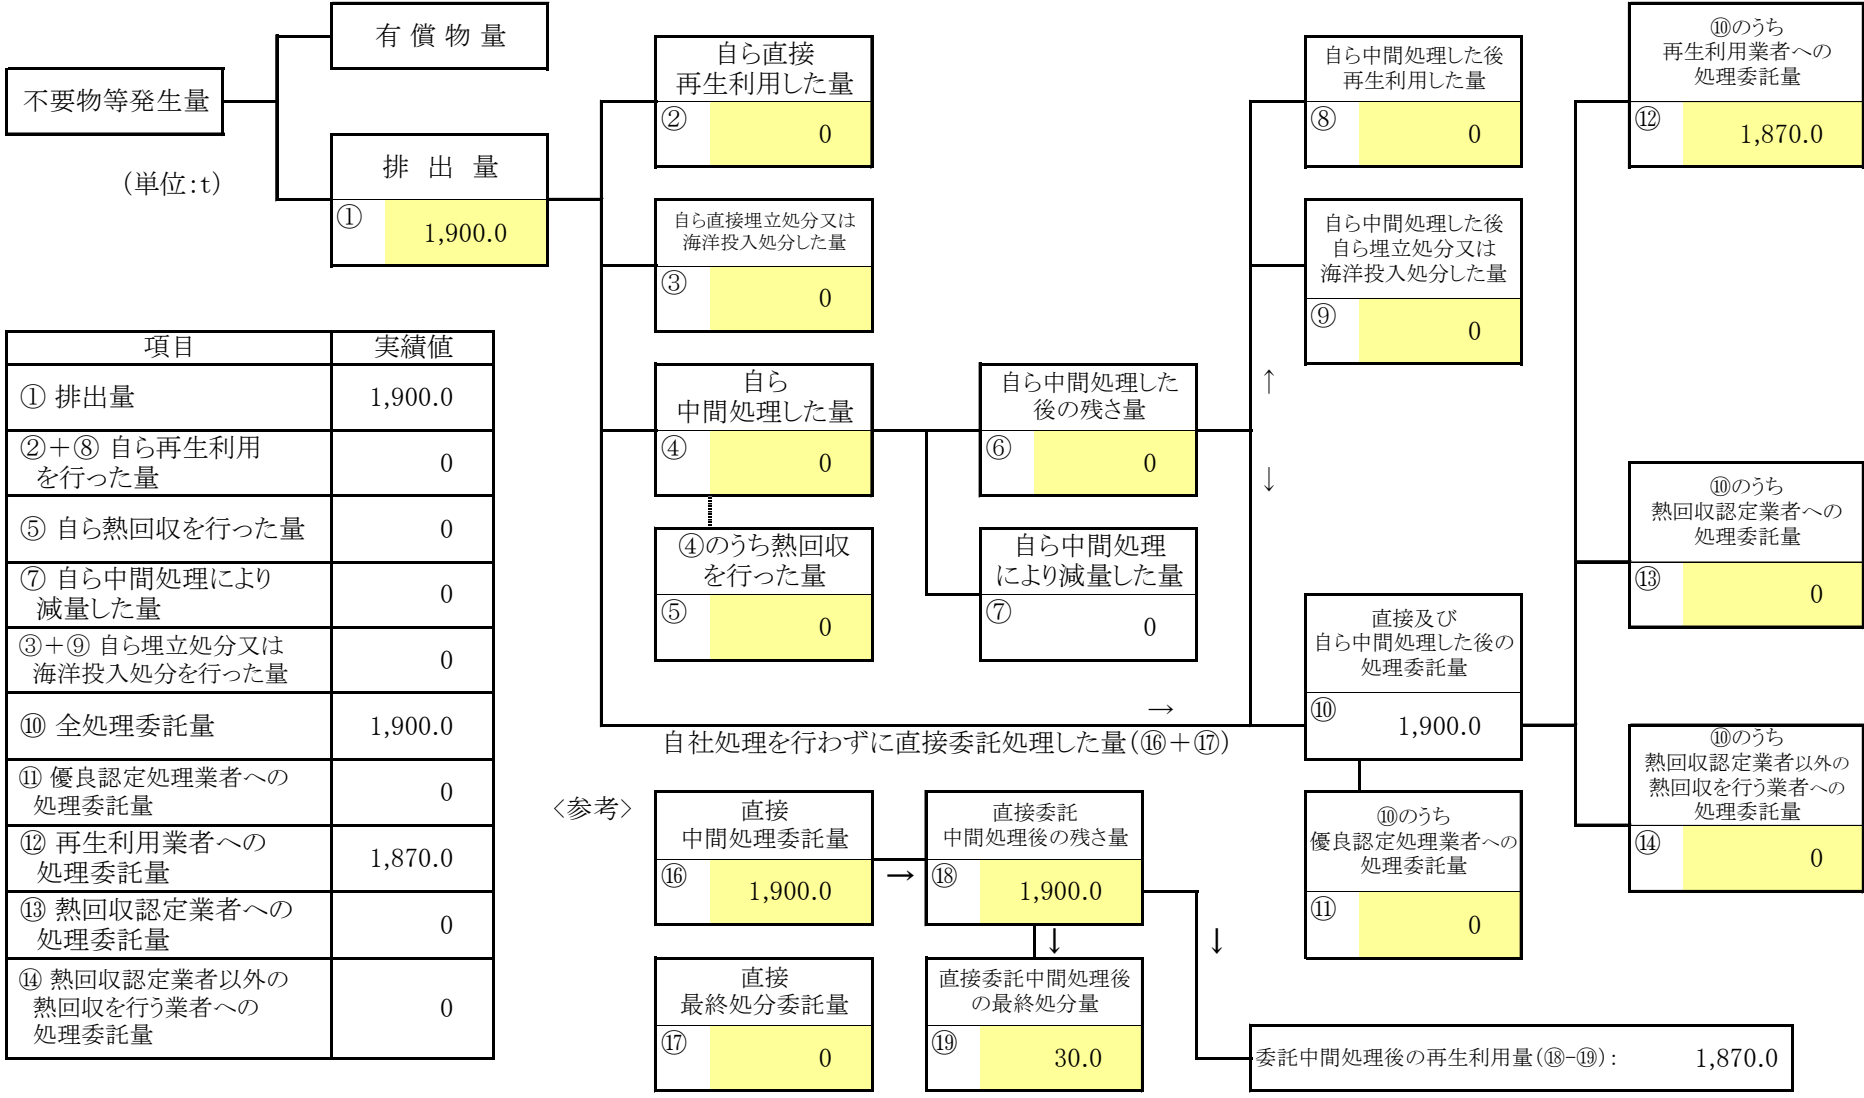 不要物等発生量
有 償 物 量
排 出 量
①
1,900.0
(単位:t)
自ら直接
再生利用した量
②
0
自ら直接埋立処分又は
海洋投入処分した量
③
0
自ら
中間処理した量
④
0
④のうち熱回収
を行った量
⑤
0
自ら中間処理した
後の残さ量
⑥
0
自ら中間処理
により減量した量
⑦
0
自ら中間処理した後
再生利用した量
⑧
0
自ら中間処理した後
自ら埋立処分又は
海洋投入処分した量
⑨
0
↑
↓
直接及び
自ら中間処理した後の
処理委託量
⑩
1,900.0
⑩のうち
優良認定処理業者への
処理委託量
⑪
0
⑩のうち
再生利用業者への
処理委託量
⑫
1,870.0
⑩のうち
熱回収認定業者への
処理委託量
⑬
0
⑩のうち
熱回収認定業者以外の
熱回収を行う業者への
処理委託量
⑭
0
→
自社処理を行わずに直接委託処理した量(⑯+⑰)
<参考>
直接
中間処理委託量
⑯
1,900.0
→
直接委託
中間処理後の残さ量
⑱
1,900.0
↓
↓
直接
最終処分委託量
⑰
0
直接委託中間処理後
の最終処分量
⑲
30.0
委託中間処理後の再生利用量(⑱-⑲): 1,870.0
項目 実績値
① 排出量 1,900.0
②+⑧ 自ら再生利用
を行った量 0
⑤ 自ら熱回収を行った量 0
⑦ 自ら中間処理により
減量した量 0
③+⑨ 自ら埋立処分又は
海洋投入処分を行った量 0
⑩ 全処理委託量 1,900.0
⑪ 優良認定処理業者への
処理委託量 0
⑫ 再生利用業者への
処理委託量 1,870.0
⑬ 熱回収認定業者への
処理委託量 0
⑭ 熱回収認定業者以外の
熱回収を行う業者への
処理委託量 0